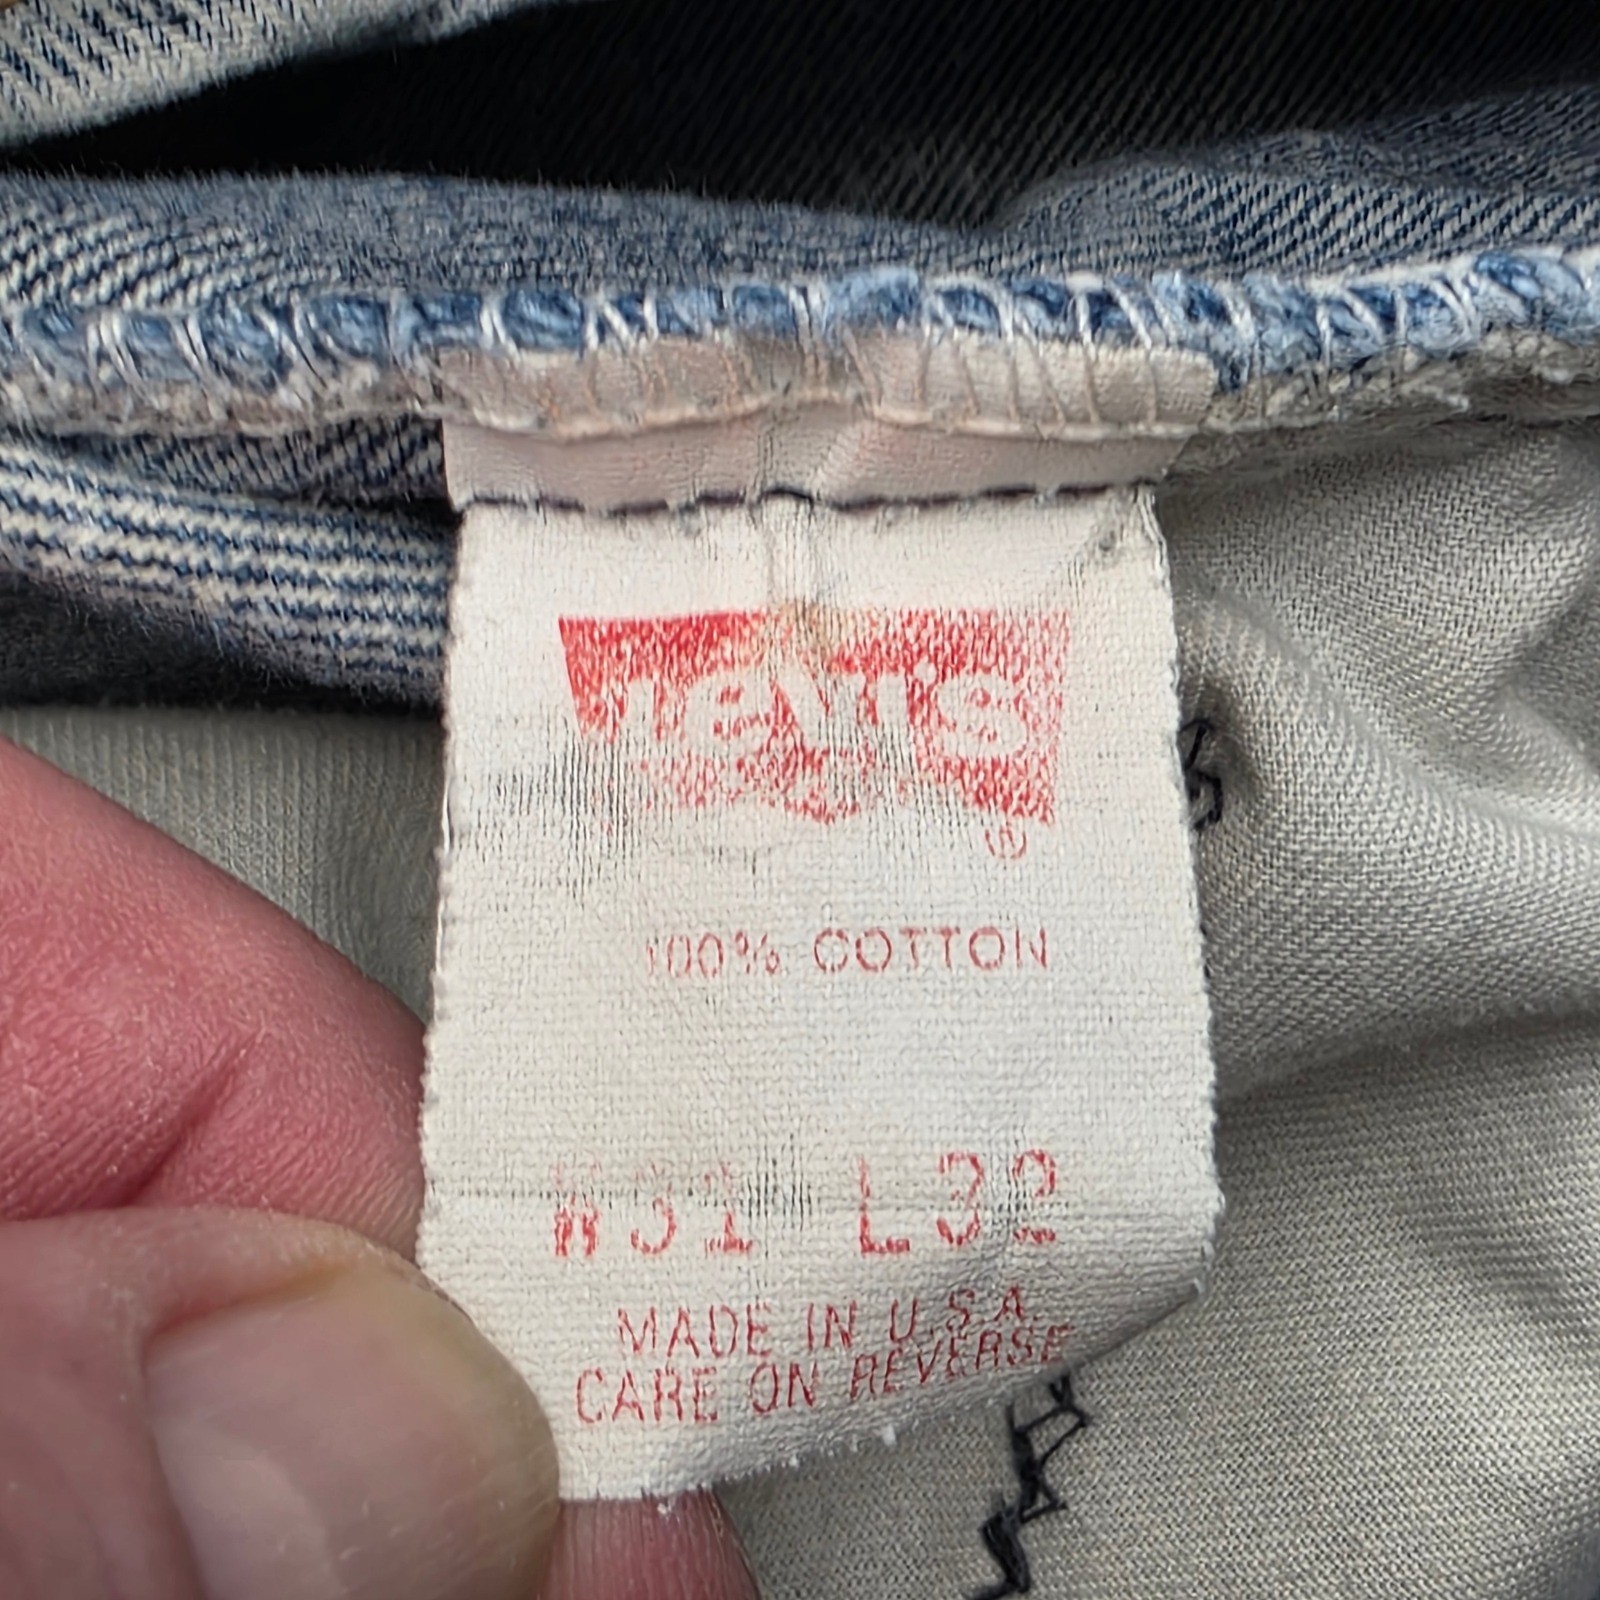 Levi's
®
100% COTTON
W31 L32
MADE IN U.S.A.
CARE ON REVERSE